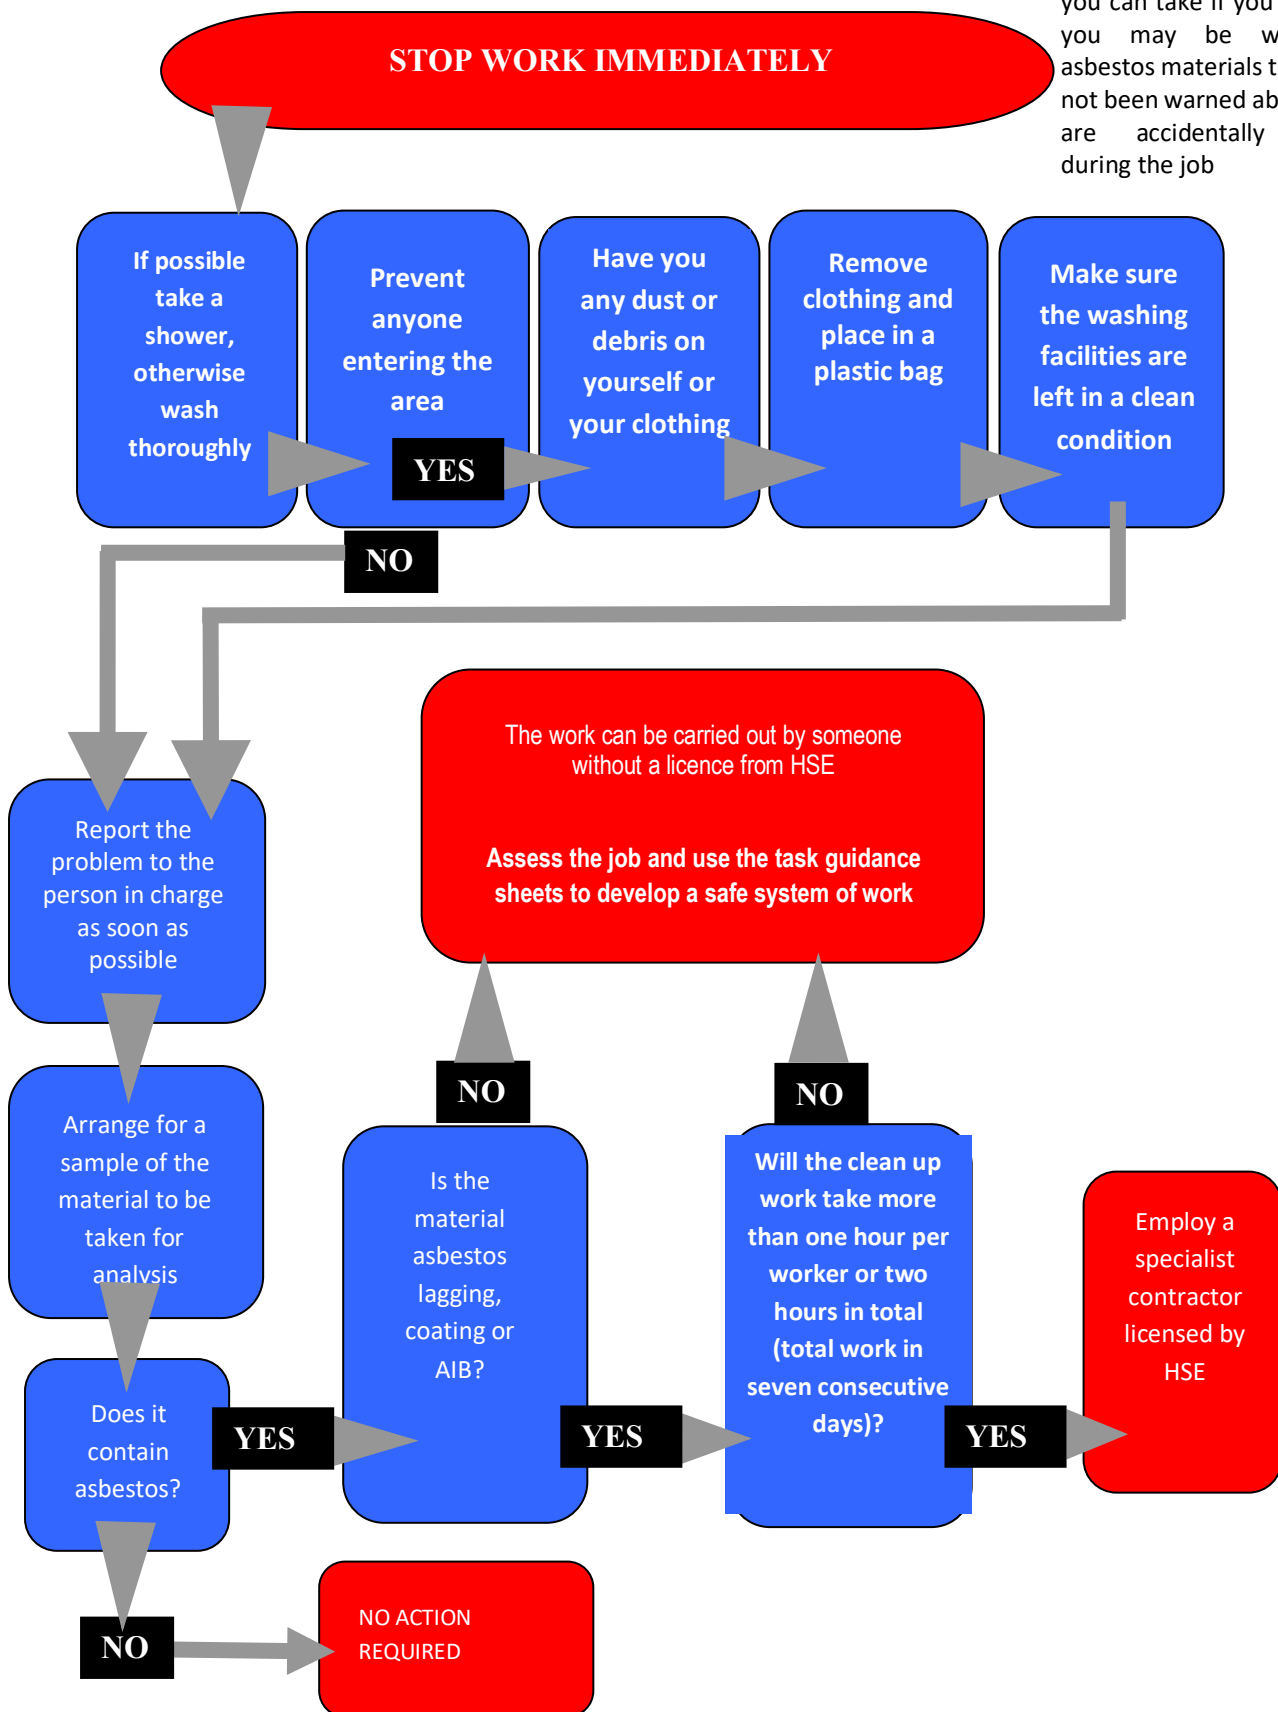 you can take if you
STOP WORK IMMEDIATELY
you may be w
asbestos materials t
not been warned ab
are accidentally
during the job
If possible
take a
shower,
otherwise
wash
thoroughly
Prevent
anyone
entering the
area
Have you
any dust or
debris on
yourself or
your clothing
Remove
clothing and
place in a
plastic bag
Make sure
the washing
facilities are
left in a clean
condition
YES
NO
The work can be carried out by someone
without a licence from HSE
Assess the job and use the task guidance
sheets to develop a safe system of work
Report the
problem to the
person in charge
as soon as
possible
NO
NO
Arrange for a
sample of the
material to be
taken for
analysis
Is the
material
asbestos
lagging,
coating or
AIB?
Will the clean up
work take more
than one hour per
worker or two
hours in total
(total work in
seven consecutive
days)?
Employ a
specialist
contractor
licensed by
HSE
Does it
contain
asbestos?
YES
YES
YES
NO
NO ACTION
REQUIRED